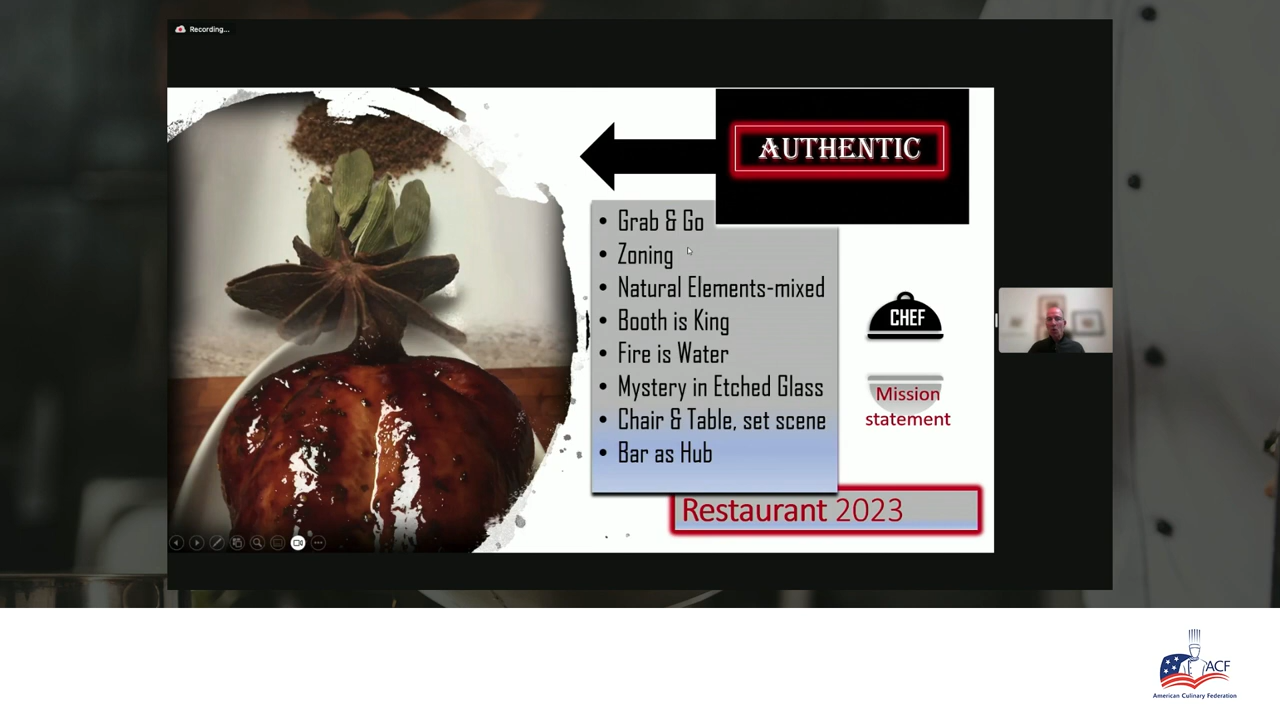 Recording...
AUTHENTIC
• Grab & Go
• Zoning
• Natural Elements-mixed
• Booth is King
• Fire is Water
• Mystery in Etched Glass
• Chair & Table, set scene
• Bar as Hub
CHEF
Mission
statement
Restaurant 2023
ACF
American Culinary Federation